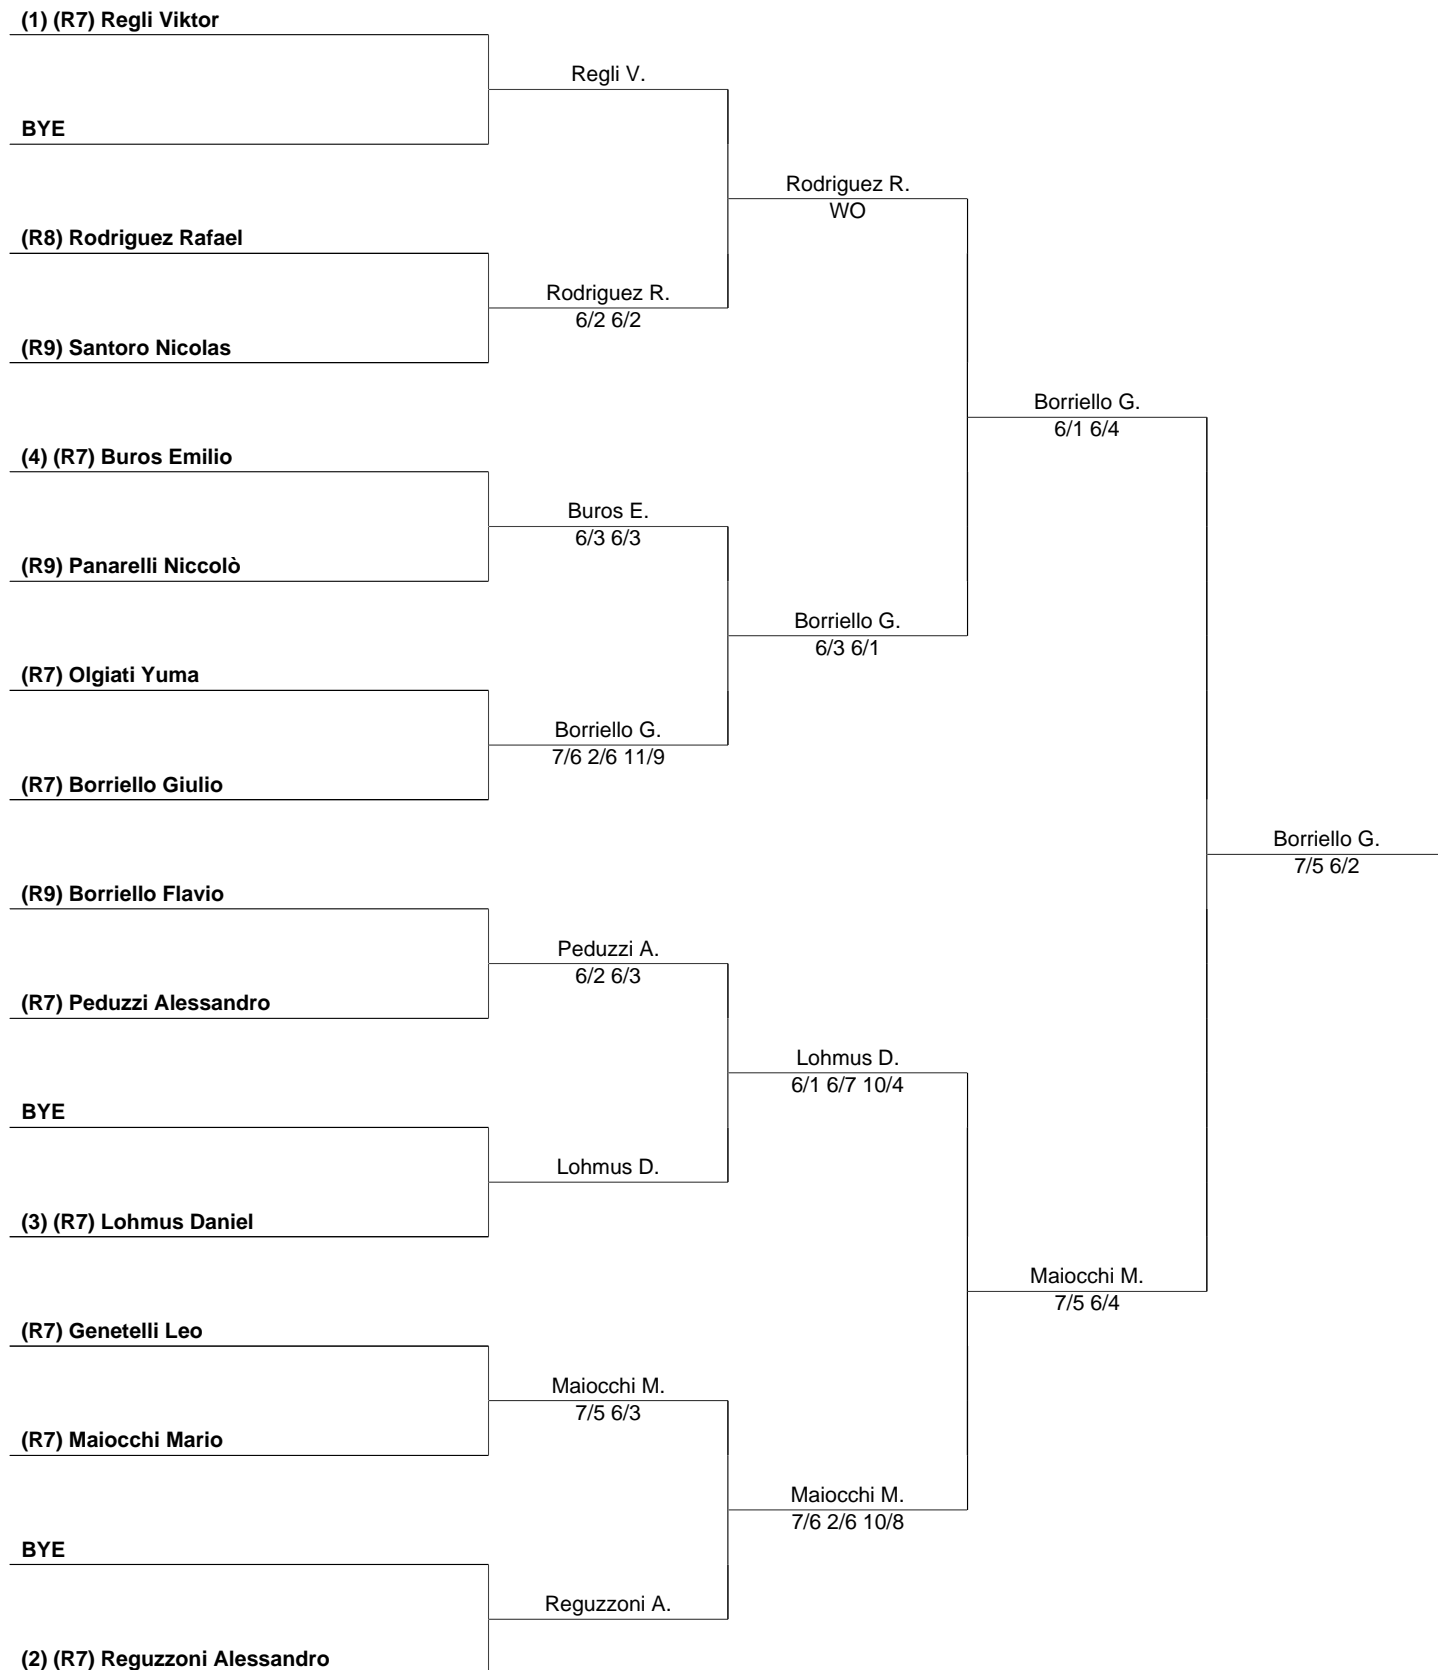 (1) (R7) Regli Viktor
Regli V.
BYE
Rodriguez R.
WO
(R8) Rodriguez Rafael
Rodriguez R.
6/2 6/2
(R9) Santoro Nicolas
Borriello G.
6/1 6/4
(4) (R7) Buros Emilio
Buros E.
6/3 6/3
(R9) Panarelli Niccolò
Borriello G.
6/3 6/1
(R7) Olgiati Yuma
Borriello G.
7/6 2/6 11/9
(R7) Borriello Giulio
Borriello G.
7/5 6/2
(R9) Borriello Flavio
Peduzzi A.
6/2 6/3
(R7) Peduzzi Alessandro
Lohmus D.
6/1 6/7 10/4
BYE
Lohmus D.
(3) (R7) Lohmus Daniel
Maiocchi M.
7/5 6/4
(R7) Genetelli Leo
Maiocchi M.
7/5 6/3
(R7) Maiocchi Mario
Maiocchi M.
7/6 2/6 10/8
BYE
Reguzzoni A.
(2) (R7) Reguzzoni Alessandro